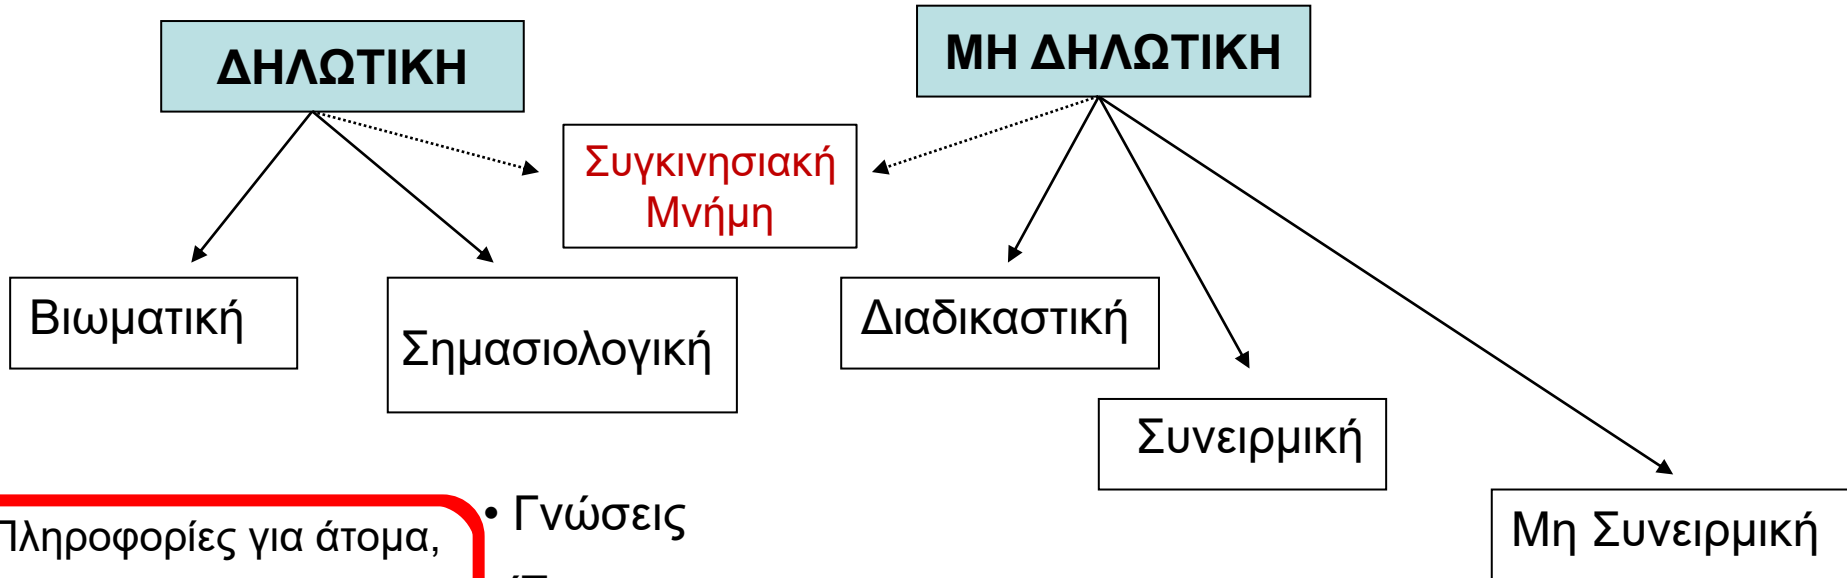 ΔΗΛΩΤΙΚΗ
ΜΗ ΔΗΛΩΤΙΚΗ
Συγκινησιακή
Μνήμη
Βιωματική
Σημασιολογική
Διαδικαστική
Συνειρμική
Μη Συνειρμική
Πληροφορίες για άτομα,
• Γνώσεις